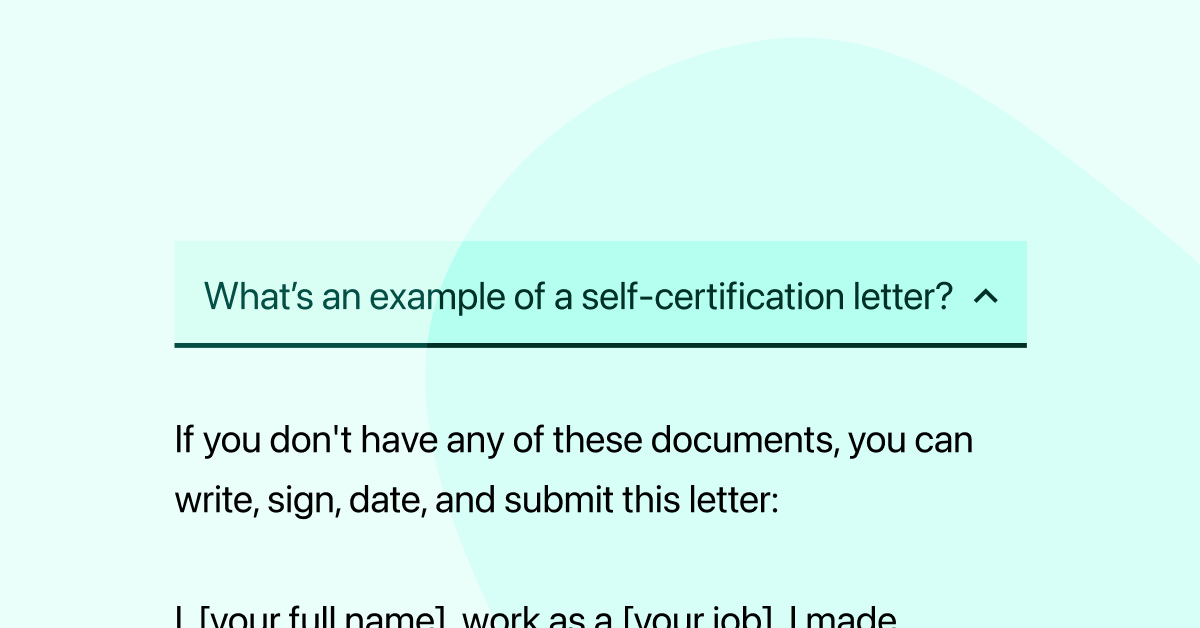 What’s an example of a self-certification letter?
If you don't have any of these documents, you can
write, sign, date, and submit this letter:
I, [your full name], work as a [your job]. I made